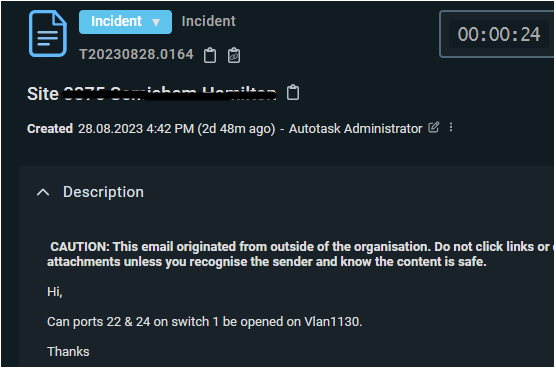 Incident Incident
T20230828.0164
00:00:24
Site
Created 28.08.2023 4:42 PM (2d 48m ago) - Autotask Administrator
Description
CAUTION: This email originated from outside of the organisation. Do not click links or
attachments unless you recognise the sender and know the content is safe.
Hi,
Can ports 22 & 24 on switch 1 be opened on Vlan1130.
Thanks